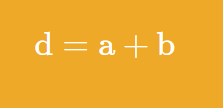 d = a + b